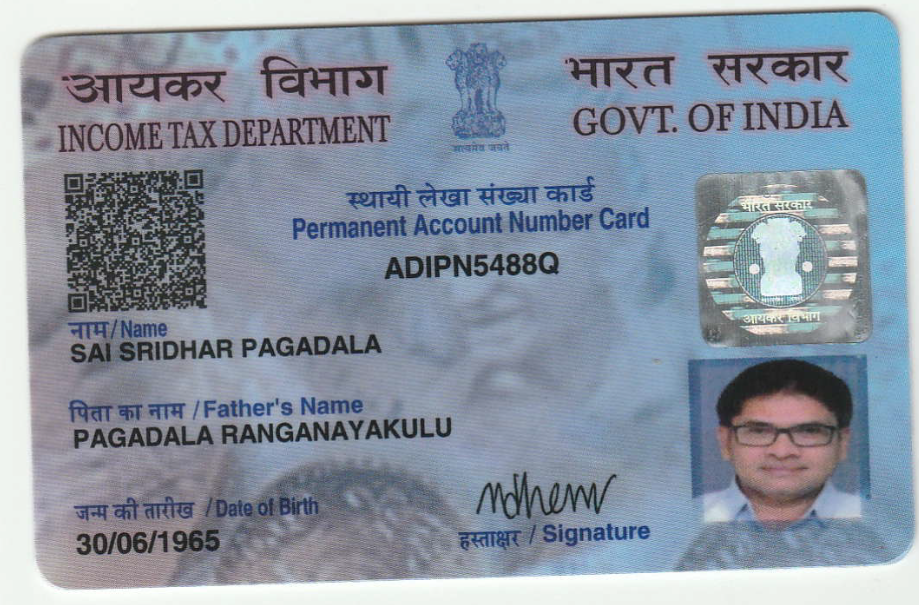 आयकर विभाग
INCOME TAX DEPARTMENT
सत्यमेव जयते
भारत सरकार
GOVT. OF INDIA
स्थायी लेखा संख्या कार्ड
Permanent Account Number Card
ADIPN5488Q
भारत सरकार
आयकर विभाग
नाम/Name
SAI SRIDHAR PAGADALA
पिता का नाम /Father's Name
PAGADALA RANGANAYAKULU
जन्म की तारीख /Date of Birth
30/06/1965
हस्ताक्षर / Signature